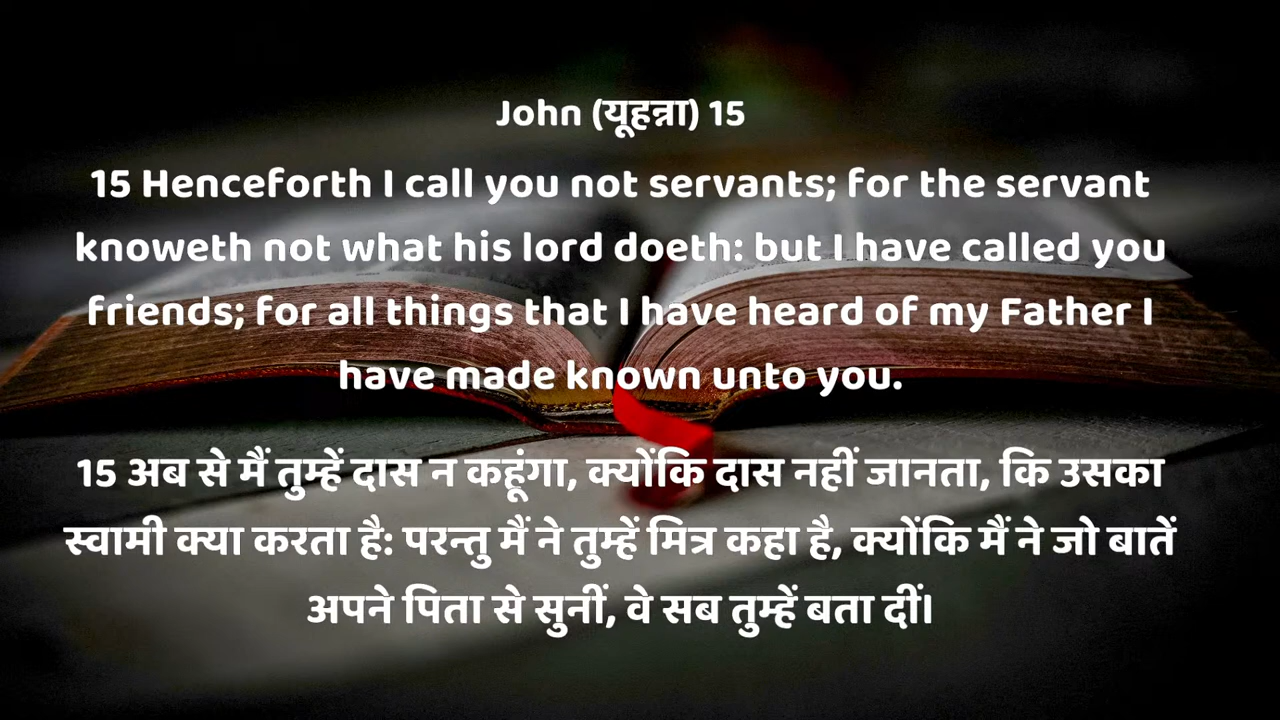 John (यूहन्ना) 15
15 Henceforth I call you not servants; for the servant
knoweth not what his lord doeth: but I have called you
friends; for all things that I have heard of my Father I
have made known unto you.
15 अब से मैं तुम्हें दास न कहूंगा, क्योंकि दास नहीं जानता, कि उसका
स्वामी क्या करता है: परन्तु मैं ने तुम्हें मित्र कहा है, क्योंकि मैं ने जो बातें
अपने पिता से सुनीं, वे सब तुम्हें बता दीं।